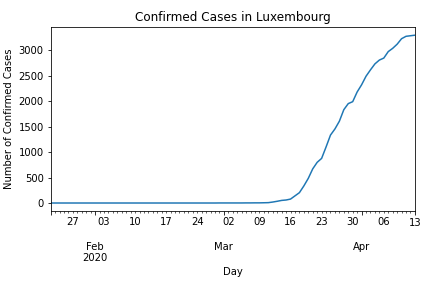 Confirmed Cases in Luxembourg
Number of Confirmed Cases
3000
2500
2000
1500
1000
500
0
27 03 10 17 24 02 09 16 23 30 06 13
Feb Mar Apr
2020
Day